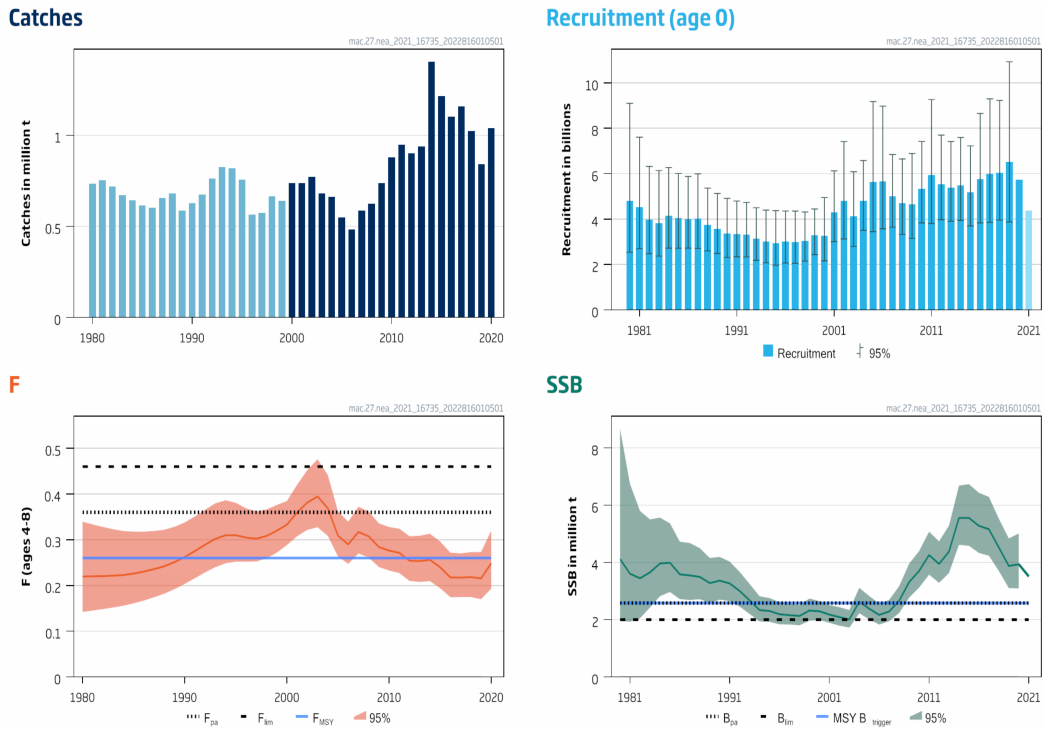 Catches
mac.27.nea_2021_16735_2022816010501
Catches in million t
1
0.5
0
1980 1990 2000 2010 2020
Recruitment (age 0)
mac.27.nea_2021_16735_2022816010501
Recruitment in billions
10
8
6
4
2
0
1981 1991 2001 2011 2021
Recruitment 95%
F
mac.27.nea_2021_16735_2022816010501
F (ages 4-8)
0.5
0.4
0.3
0.2
0.1
0
1980 1990 2000 2010 2020
Fpa Flim FMSY 95%
SSB
mac.27.nea_2021_16735_2022816010501
SSB in million t
8
6
4
2
0
1981 1991 2001 2011 2021
Bpa Blim MSY B trigger 95%